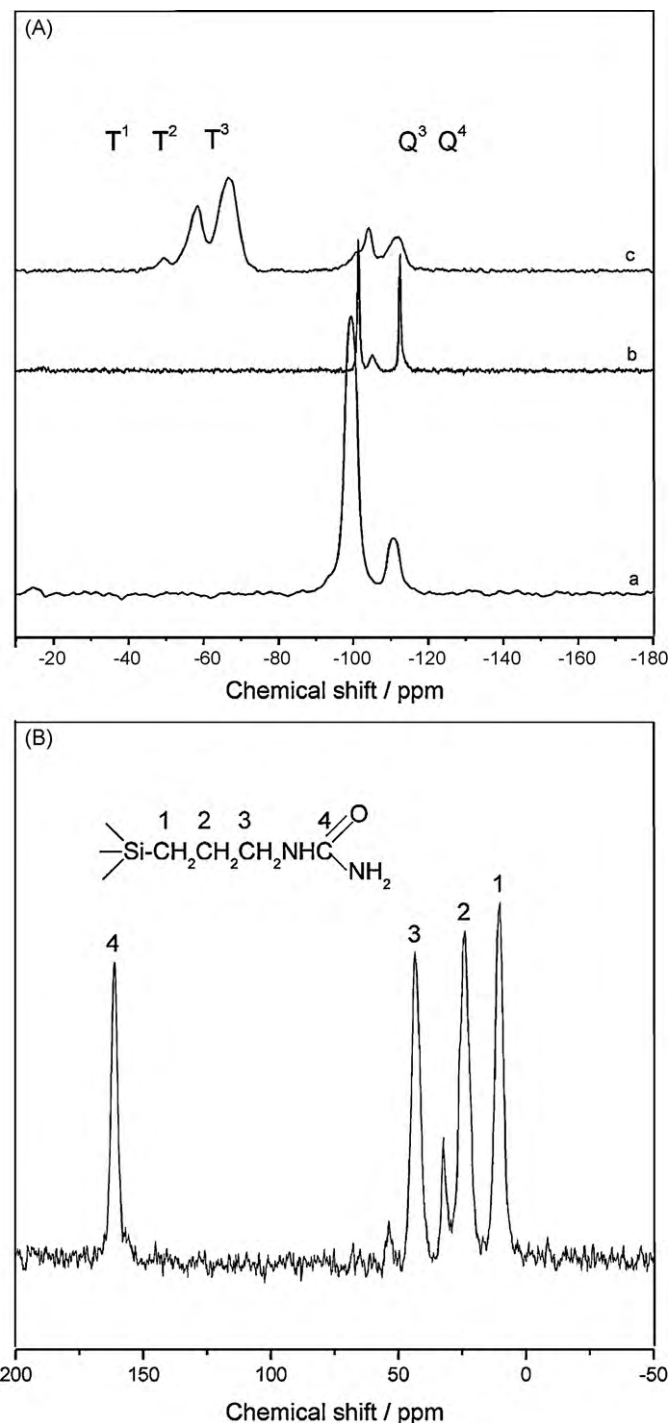 (A)
T¹ T² T³ Q³ Q⁴
c
b
a
-20 -40 -60 -80 -100 -120 -140 -160 -180
Chemical shift / ppm
(B)
1 2 3 4 O
Si-CH₂CH₂CH₂NHC
NH₂
4 3 2 1
200 150 100 50 0 -50
Chemical shift / ppm